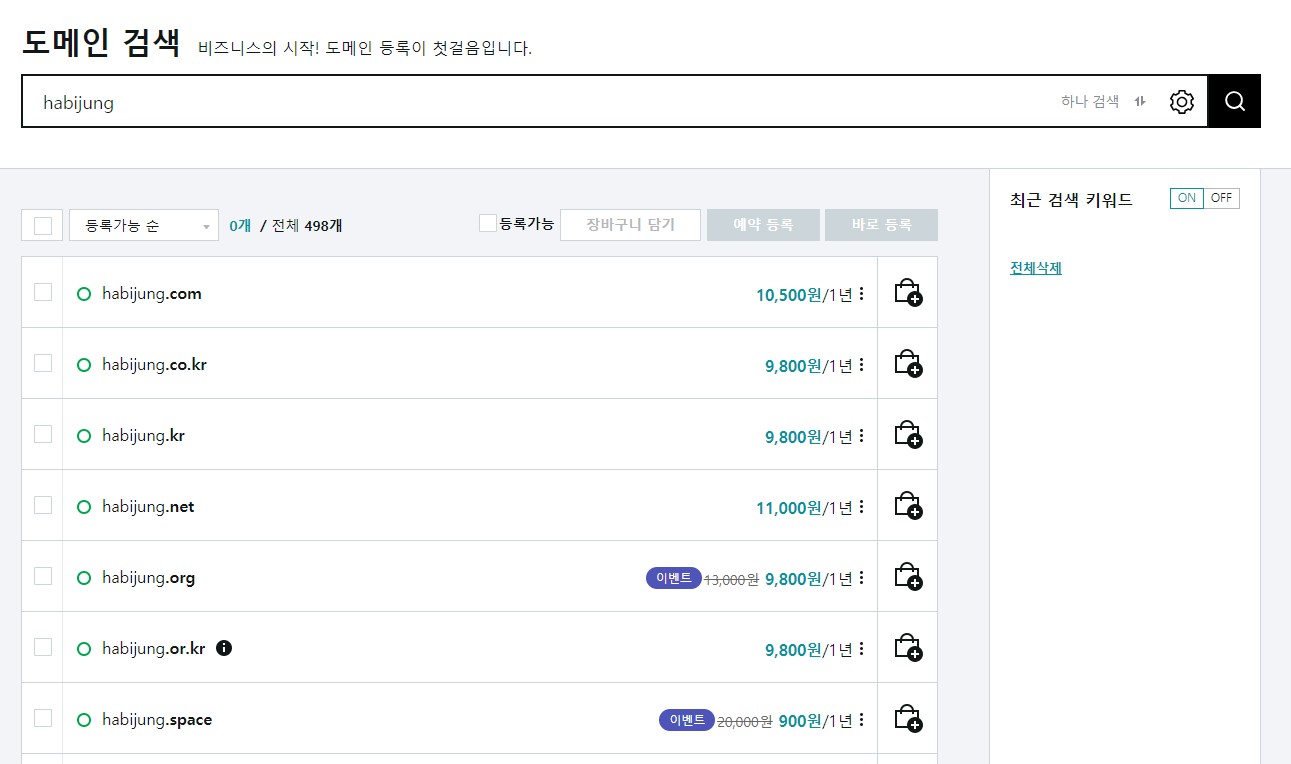 도메인 검색 비즈니스의 시작! 도메인 등록이 첫걸음입니다.
habijung 하나 검색
최근 검색 키워드 ON OFF
등록가능 순 0개 / 전체 498개 등록가능 장바구니 담기 예약 등록 바로 등록
전체삭제
habijung.com 10,500원/1년
habijung.co.kr 9,800원/1년
habijung.kr 9,800원/1년
habijung.net 11,000원/1년
habijung.org 이벤트 13,000원 9,800원/1년
habijung.or.kr 9,800원/1년
habijung.space 이벤트 20,000원 900원/1년